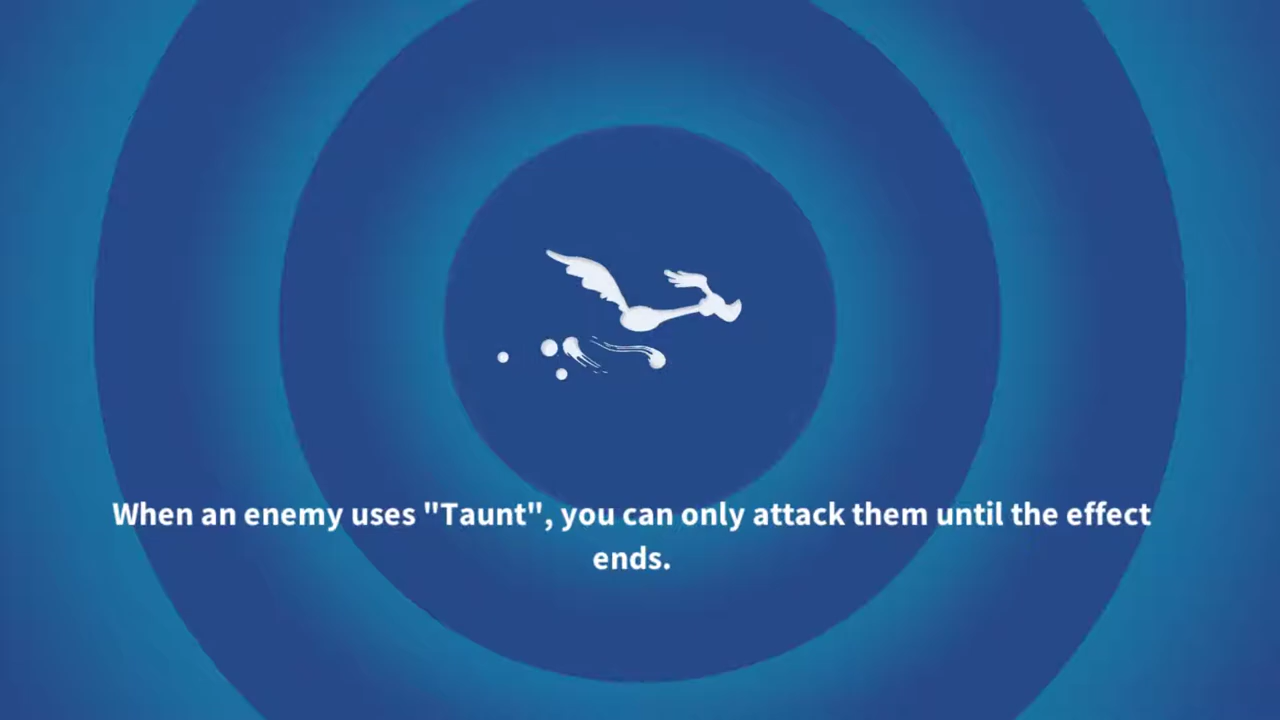 When an enemy uses "Taunt", you can only attack them until the effect
ends.